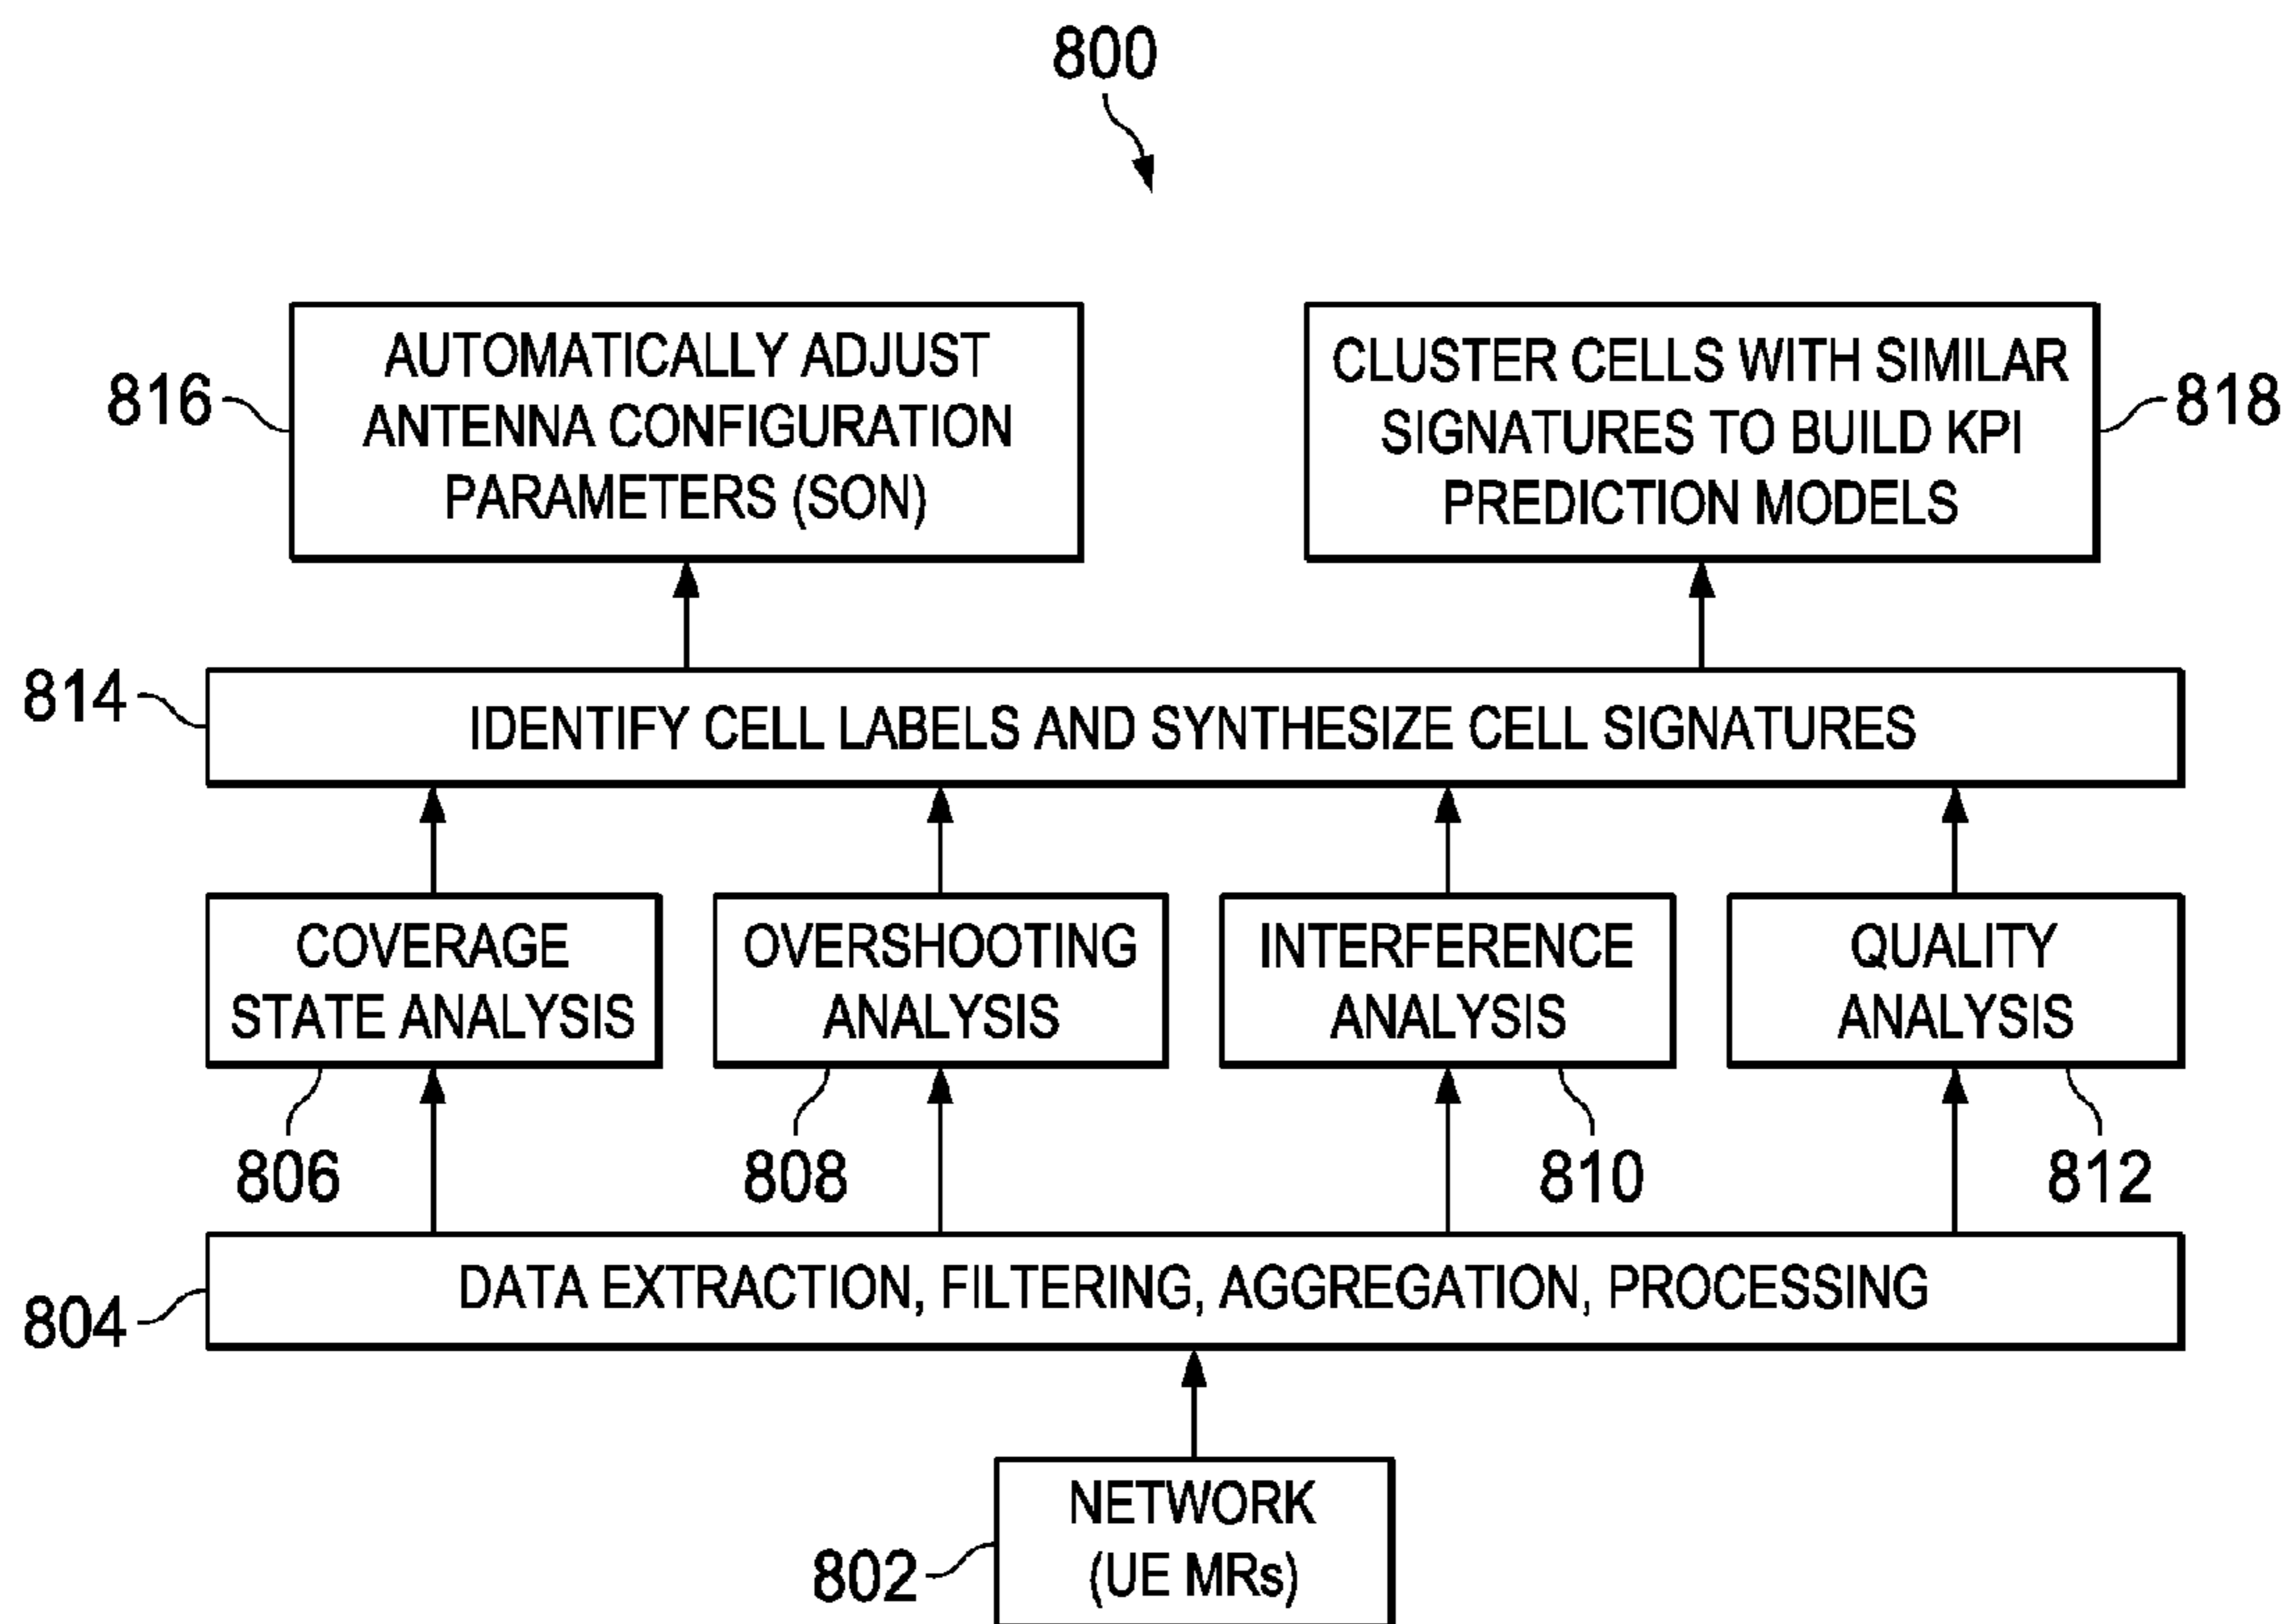 800
AUTOMATICALLY ADJUST
ANTENNA CONFIGURATION
PARAMETERS (SON)
816
CLUSTER CELLS WITH SIMILAR
SIGNATURES TO BUILD KPI
PREDICTION MODELS
818
814
IDENTIFY CELL LABELS AND SYNTHESIZE CELL SIGNATURES
COVERAGE
STATE ANALYSIS
OVERSHOOTING
ANALYSIS
INTERFERENCE
ANALYSIS
QUALITY
ANALYSIS
806
808
810
812
DATA EXTRACTION, FILTERING, AGGREGATION, PROCESSING
804
NETWORK
(UE MRs)
802